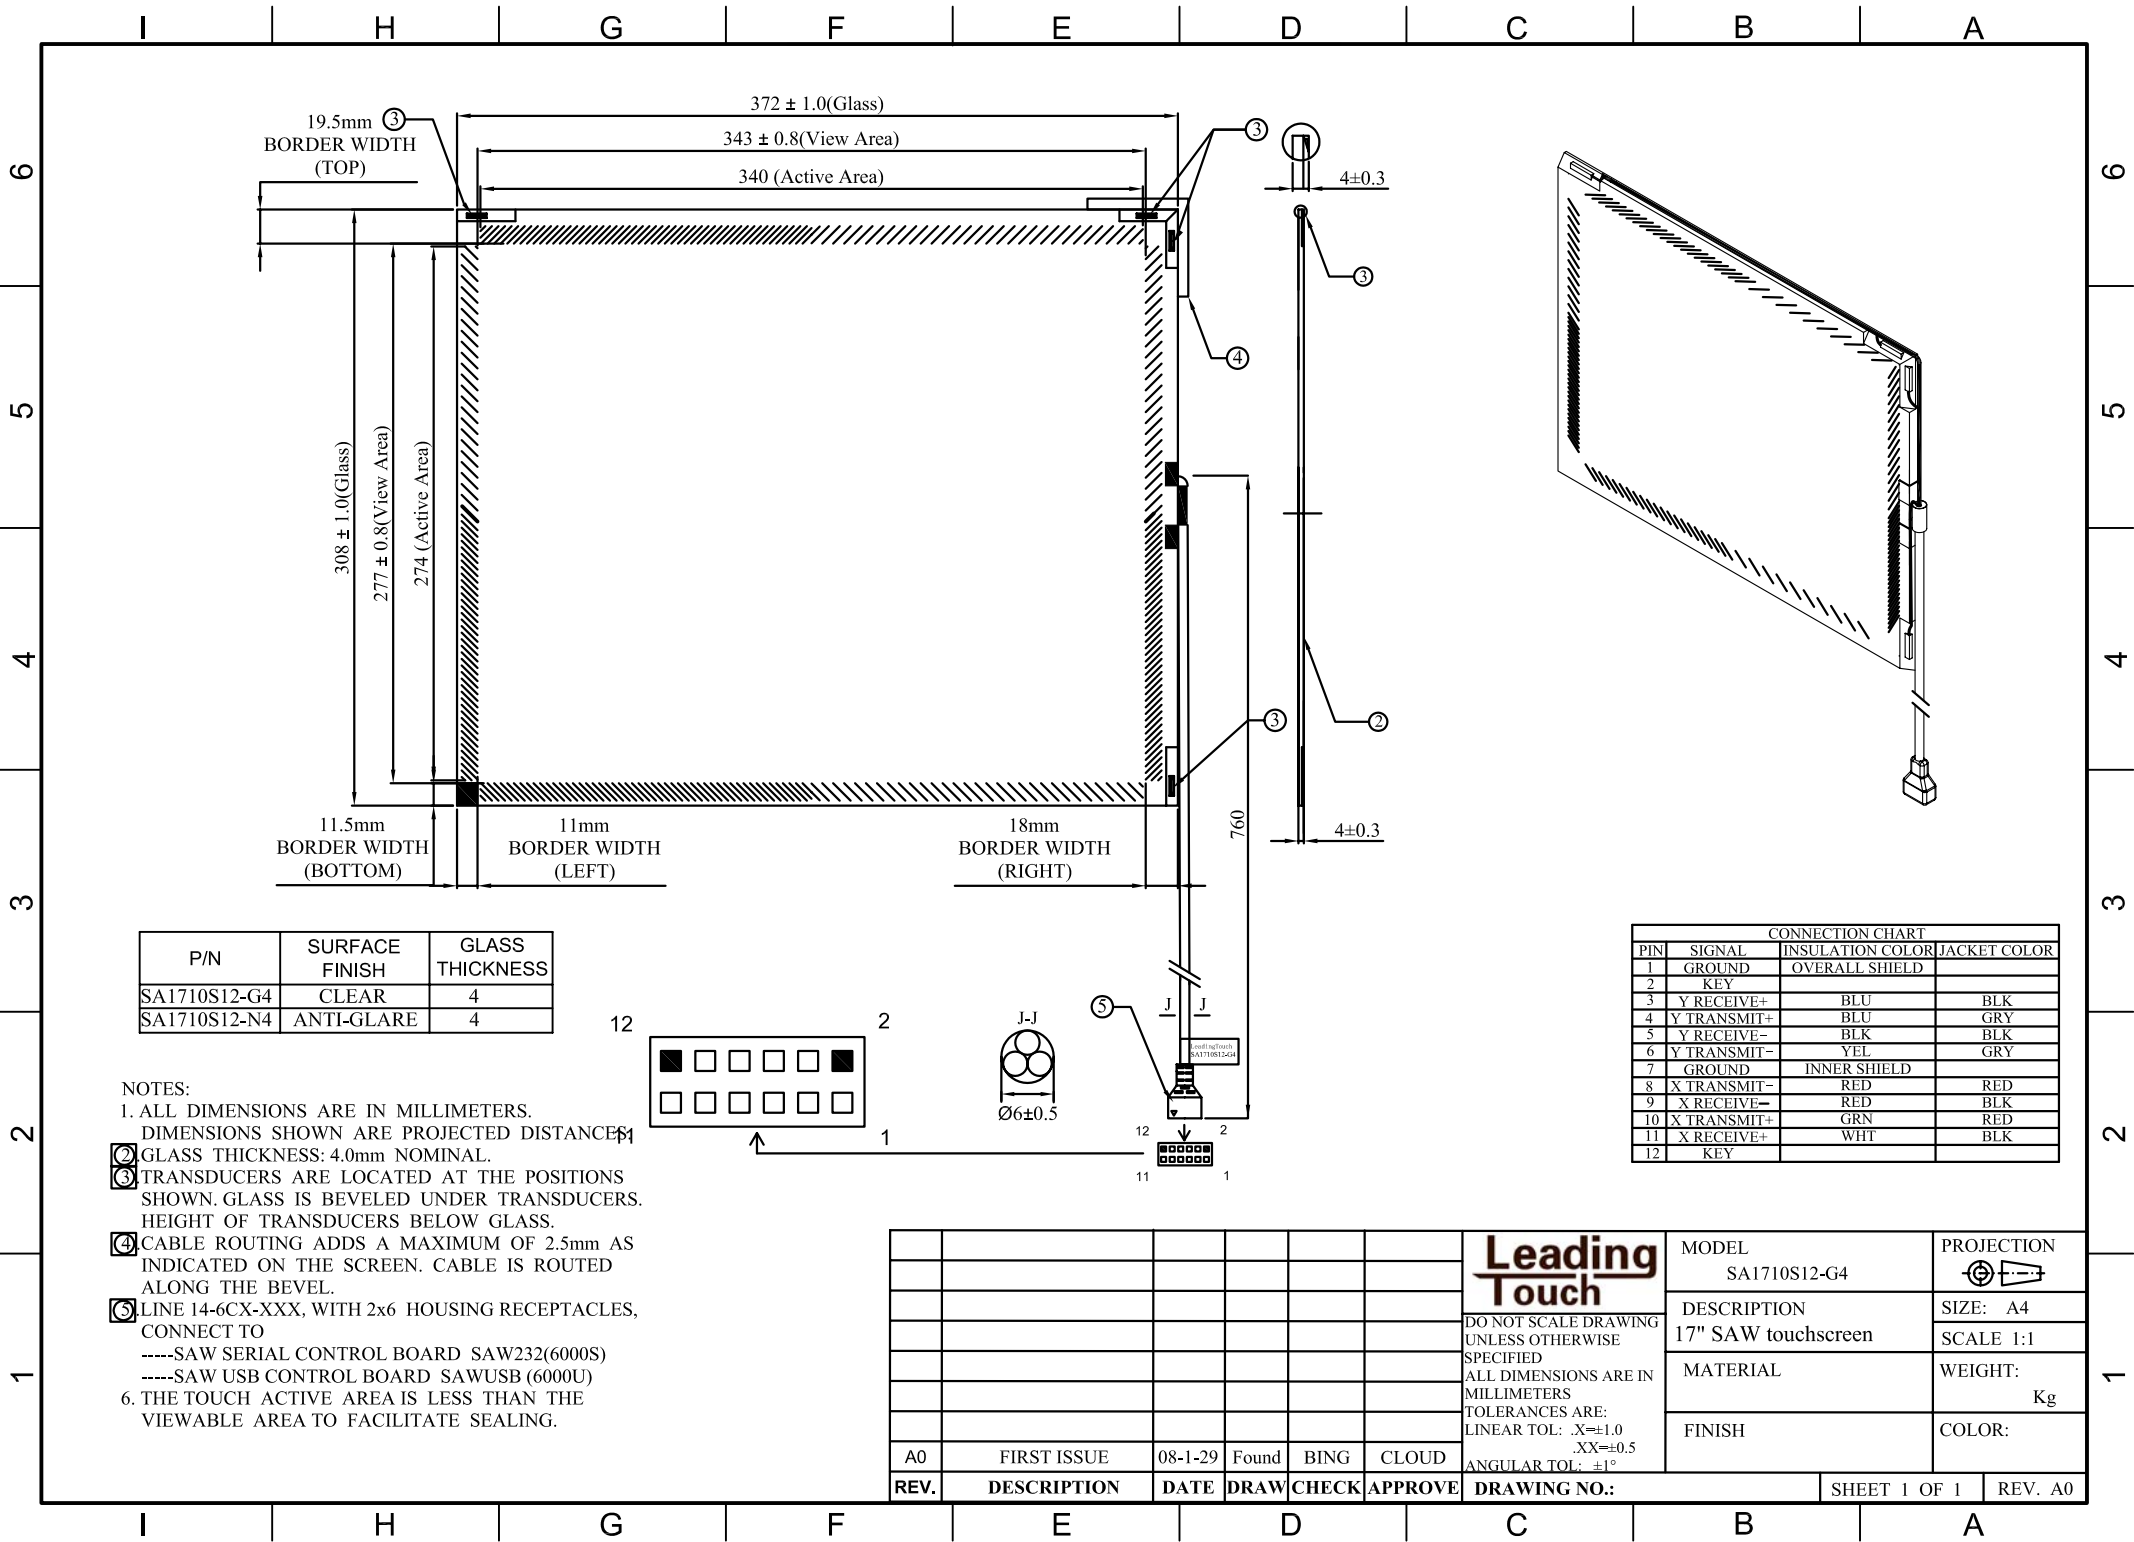 I H G F E D C B A
6
5
4
3
2
1
6
5
4
3
2
1
372 ± 1.0(Glass)
343 ± 0.8(View Area)
340 (Active Area)
19.5mm
BORDER WIDTH
(TOP)
3
3
4±0.3
3
4
308 ± 1.0(Glass)
277 ± 0.8(View Area)
274 (Active Area)
3
2
760
4±0.3
11.5mm
BORDER WIDTH
(BOTTOM)
11mm
BORDER WIDTH
(LEFT)
18mm
BORDER WIDTH
(RIGHT)
P/N SURFACE FINISH GLASS THICKNESS
SA1710S12-G4 CLEAR 4
SA1710S12-N4 ANTI-GLARE 4
12 2
11 1
J-J
Ø6±0.5
5
J J
LeadingTouch
SA1710S12-G4
12 2
11 1
CONNECTION CHART
PIN SIGNAL INSULATION COLOR JACKET COLOR
1 GROUND OVERALL SHIELD
2 KEY
3 Y RECEIVE+ BLU BLK
4 Y TRANSMIT+ BLU GRY
5 Y RECEIVE- BLK BLK
6 Y TRANSMIT- YEL GRY
7 GROUND INNER SHIELD
8 X TRANSMIT- RED RED
9 X RECEIVE- RED BLK
10 X TRANSMIT+ GRN RED
11 X RECEIVE+ WHT BLK
12 KEY
NOTES:
1. ALL DIMENSIONS ARE IN MILLIMETERS.
DIMENSIONS SHOWN ARE PROJECTED DISTANCES.
2.GLASS THICKNESS: 4.0mm NOMINAL.
3.TRANSDUCERS ARE LOCATED AT THE POSITIONS
SHOWN. GLASS IS BEVELED UNDER TRANSDUCERS.
HEIGHT OF TRANSDUCERS BELOW GLASS.
4.CABLE ROUTING ADDS A MAXIMUM OF 2.5mm AS
INDICATED ON THE SCREEN. CABLE IS ROUTED
ALONG THE BEVEL.
5.LINE 14-6CX-XXX, WITH 2x6 HOUSING RECEPTACLES,
CONNECT TO
-----SAW SERIAL CONTROL BOARD SAW232(6000S)
-----SAW USB CONTROL BOARD SAWUSB (6000U)
6. THE TOUCH ACTIVE AREA IS LESS THAN THE
VIEWABLE AREA TO FACILITATE SEALING.
A0 FIRST ISSUE 08-1-29 Found BING CLOUD
REV. DESCRIPTION DATE DRAW CHECK APPROVE
Leading
Touch
DO NOT SCALE DRAWING
UNLESS OTHERWISE
SPECIFIED
ALL DIMENSIONS ARE IN
MILLIMETERS
TOLERANCES ARE:
LINEAR TOL: .X=±1.0
.XX=±0.5
ANGULAR TOL: ±1°
DRAWING NO.:
MODEL
SA1710S12-G4
DESCRIPTION
17" SAW touchscreen
MATERIAL
FINISH
PROJECTION
SIZE: A4
SCALE 1:1
WEIGHT:
Kg
COLOR:
SHEET 1 OF 1
REV. A0
I H G F E D C B A